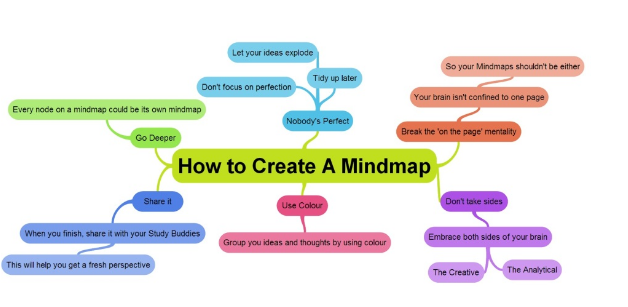 Let your ideas explode
Tidy up later
Don't focus on perfection
Nobody's Perfect
So your Mindmaps shouldn't be either
Your brain isn't confined to one page
Break the 'on the page' mentality
Every node on a mindmap could be its own mindmap
Go Deeper
How to Create A Mindmap
Share it
When you finish, share it with your Study Buddies
This will help you get a fresh perspective
Use Colour
Group you ideas and thoughts by using colour
Don't take sides
Embrace both sides of your brain
The Creative
The Analytical